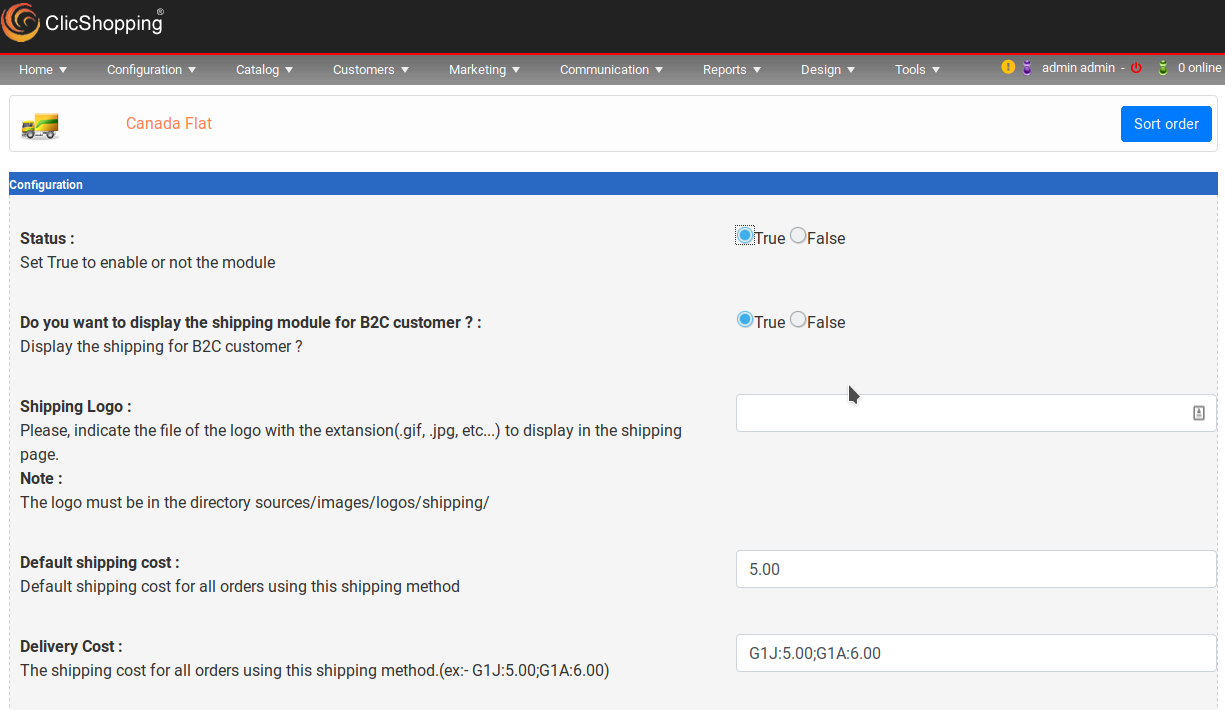 ClicShopping®
Home Configuration Catalog Customers Marketing Communication Reports Design Tools ! admin admin - 0 online
Canada Flat
Sort order
Configuration
Status :
True False
Set True to enable or not the module
Do you want to display the shipping module for B2C customer ? :
True False
Display the shipping for B2C customer ?
Shipping Logo :
Please, indicate the file of the logo with the extansion(.gif, .jpg, etc...) to display in the shipping
page.
Note :
The logo must be in the directory sources/images/logos/shipping/
Default shipping cost :
5.00
Default shipping cost for all orders using this shipping method
Delivery Cost :
G1J:5.00;G1A:6.00
The shipping cost for all orders using this shipping method.(ex:- G1J:5.00;G1A:6.00)